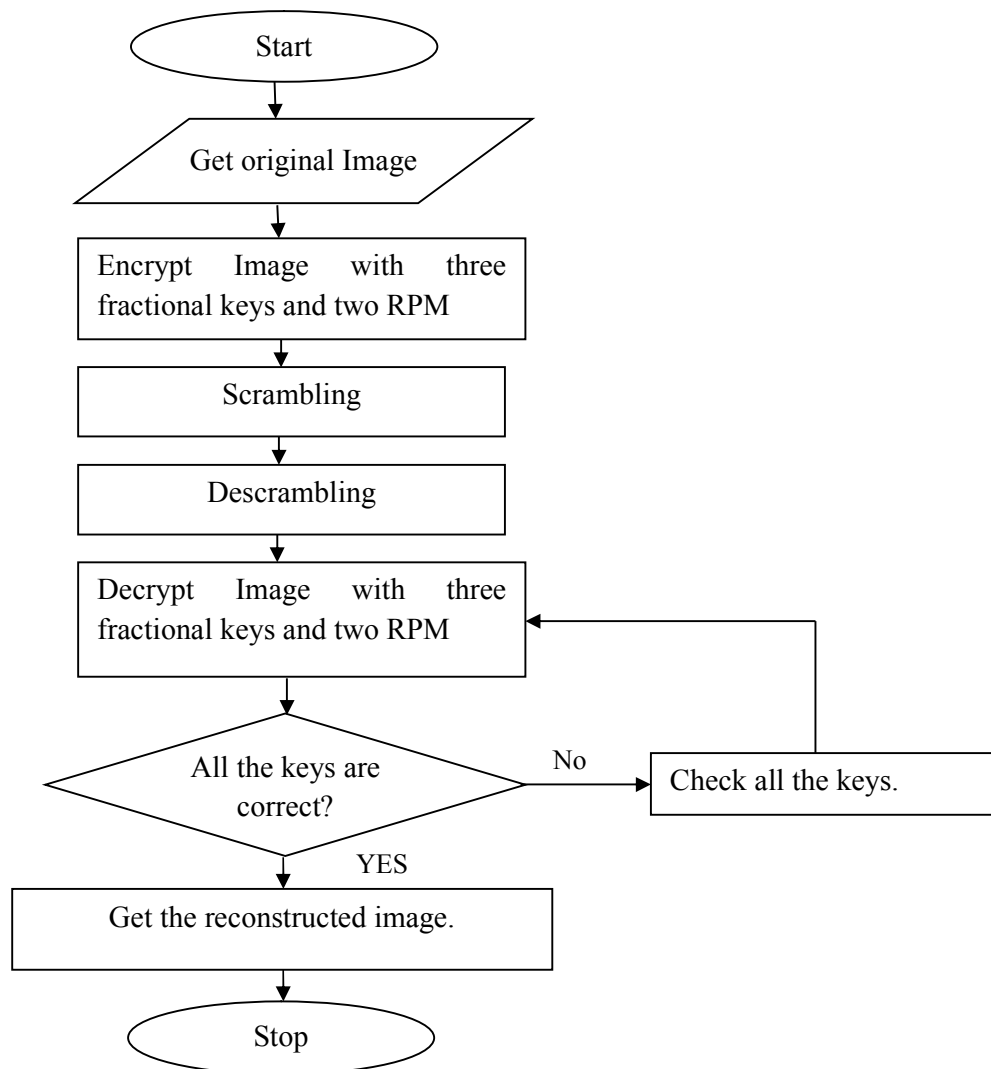 Start
Get original Image
Encrypt Image with three
fractional keys and two RPM
Scrambling
Descrambling
Decrypt Image with three
fractional keys and two RPM
All the keys are
correct?
No
Check all the keys.
YES
Get the reconstructed image.
Stop